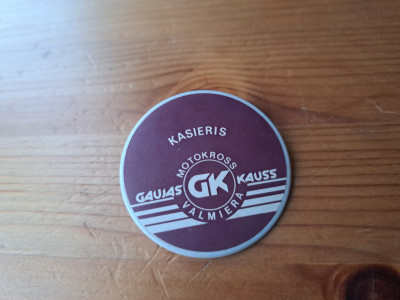 KASIERIS
MOTOKROSS
GAUJAS GK KAUSS
VALMIERA